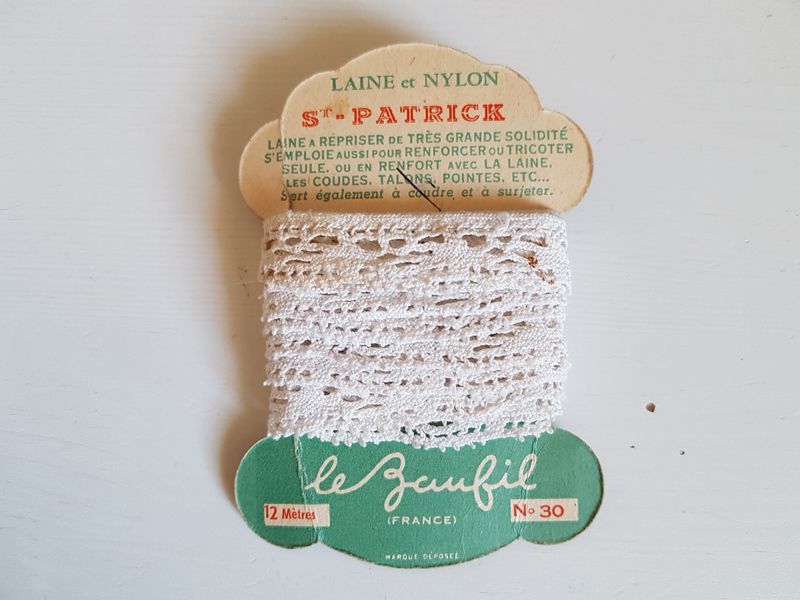 LAINE et NYLON
ST-PATRICK
LAINE A REPRISER DE TRÈS GRANDE SOLIDITÉ
S'EMPLOIE AUSSI POUR RENFORCER OU TRICOTER
SEULE, OU EN RENFORT AVEC LA LAINE,
LES COUDES, TALONS, POINTES, ETC...
Sert également à coudre et à surjeter.
le Baufil
12 Mètres
(FRANCE)
No 30
MARQUE DÉPOSÉE